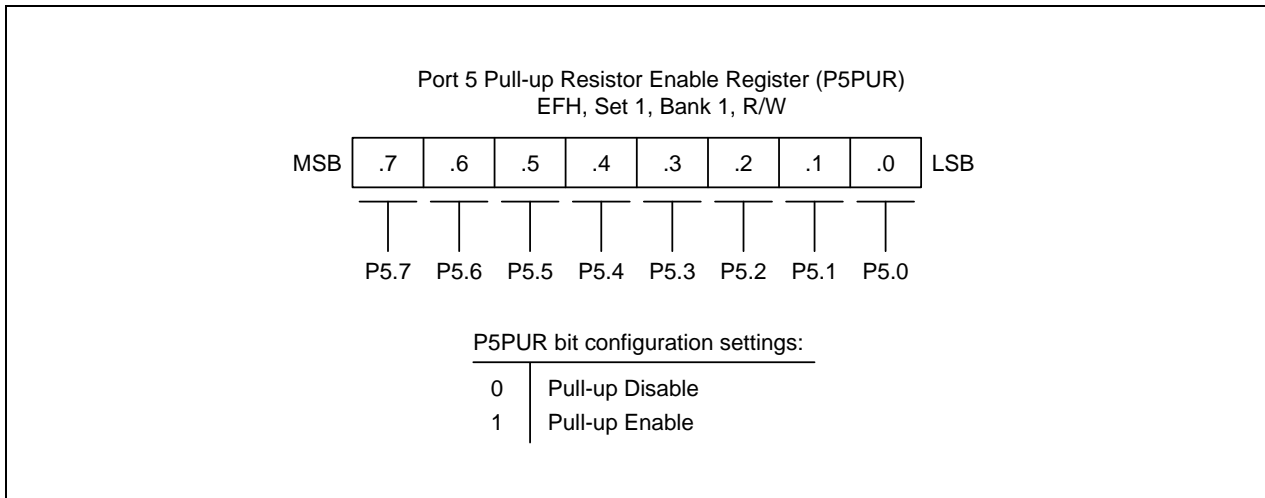 Port 5 Pull-up Resistor Enable Register (P5PUR)
EFH, Set 1, Bank 1, R/W
MSB .7 .6 .5 .4 .3 .2 .1 .0 LSB
P5.7 P5.6 P5.5 P5.4 P5.3 P5.2 P5.1 P5.0
P5PUR bit configuration settings:
0 Pull-up Disable
1 Pull-up Enable